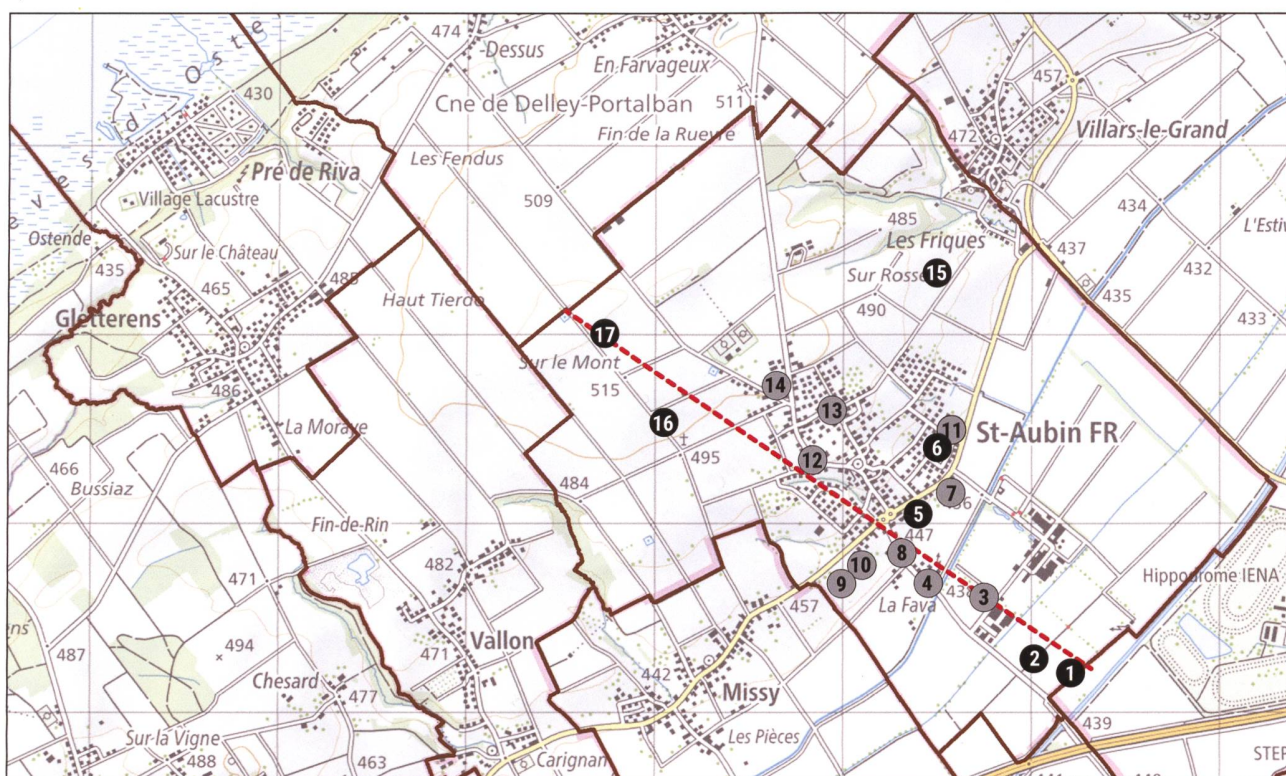 474
Dessus
En Farvageux
459
457
430
Cne de Delley-Portalban
511
Fin de la Rueyre
472
Villars-le-Grand
Les Fendus
Pré de Riva
Village Lacustre
509
485
434
Ostende
Sur le Château
Les Friques
L'Estiv
435
15
437
432
465
485
Haut Tierdo
Sur Rosse
435
490
433
Gletterens
17
Sur le Mont
486
515
14
13
La Moraye
16
11
St-Aubin FR
6
466
495
12
Bussiaz
484
7
5
Fin-de-Rin
447
8
482
10
471
9
4
438
3
Hippodrome IENA
La Fava
457
494
Vallon
487
471
2
1
442
Chesard
477
Missy
439
Sur la Vigne
Les Pièces
488
463
Carignan
STE